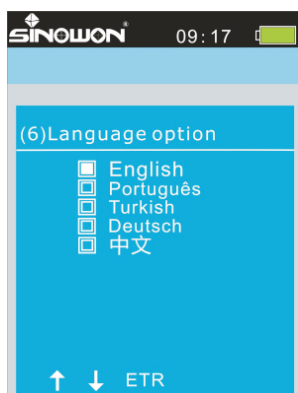 SINOWON® 09:17
(6)Language option
English
Português
Turkish
Deutsch
中文
↑ ↓ ETR